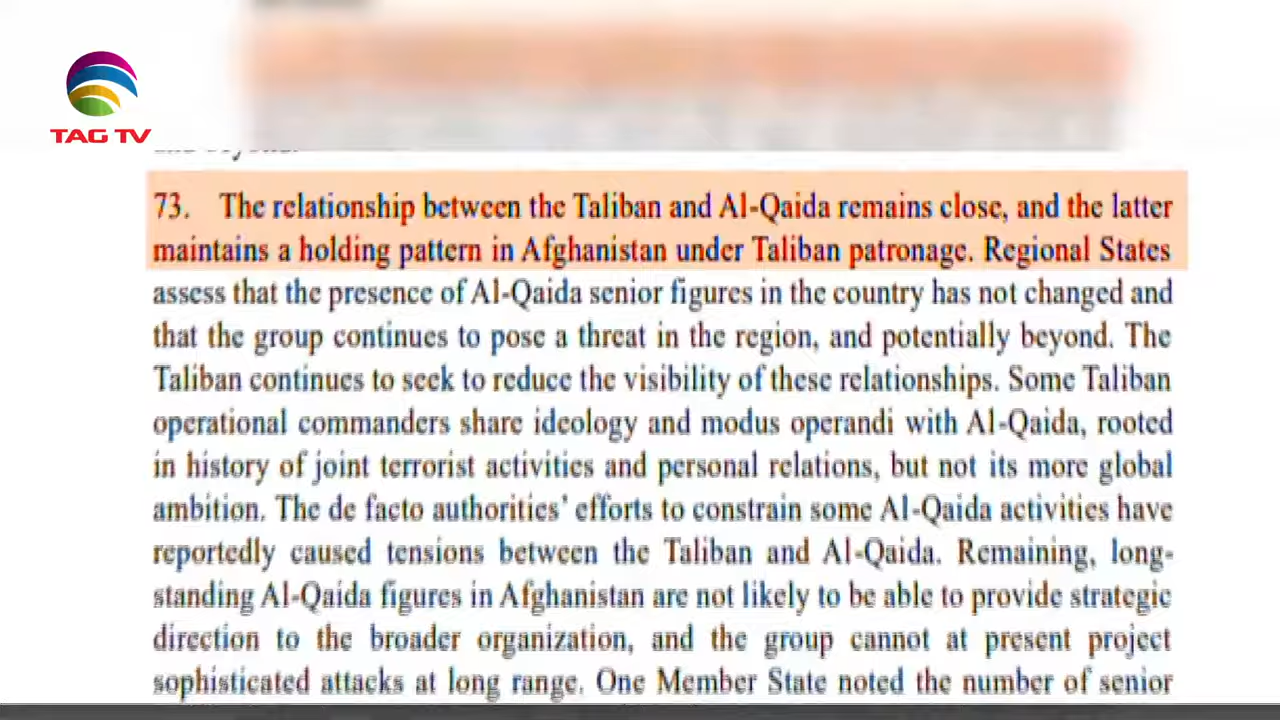 TAG TV
73. The relationship between the Taliban and Al-Qaida remains close, and the latter
maintains a holding pattern in Afghanistan under Taliban patronage. Regional States
assess that the presence of Al-Qaida senior figures in the country has not changed and
that the group continues to pose a threat in the region, and potentially beyond. The
Taliban continues to seek to reduce the visibility of these relationships. Some Taliban
operational commanders share ideology and modus operandi with Al-Qaida, rooted
in history of joint terrorist activities and personal relations, but not its more global
ambition. The de facto authorities’ efforts to constrain some Al-Qaida activities have
reportedly caused tensions between the Taliban and Al-Qaida. Remaining, long-
standing Al-Qaida figures in Afghanistan are not likely to be able to provide strategic
direction to the broader organization, and the group cannot at present project
sophisticated attacks at long range. One Member State noted the number of senior